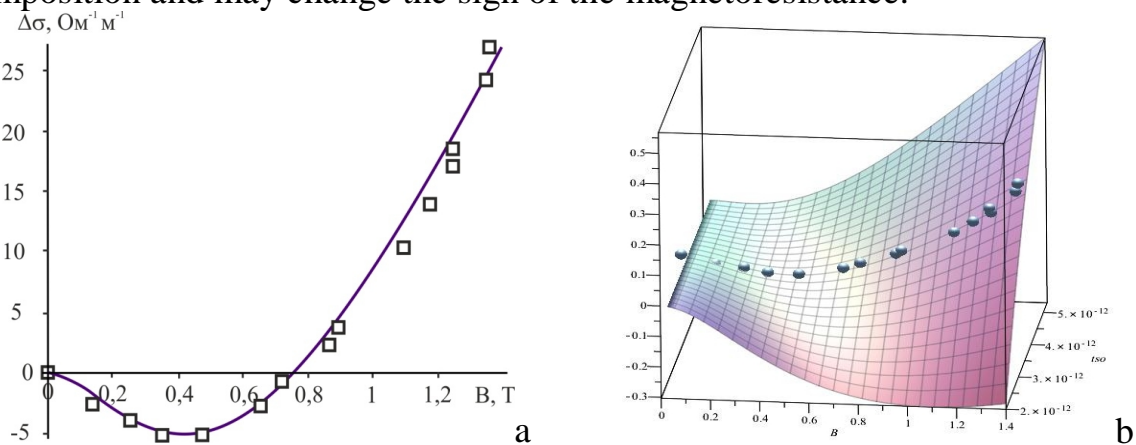 mposition and may change the sign of the magnetoresistance.
Δσ, Ом⁻¹ м⁻¹
25
20
15
10
5
0
-5
0 0,2 0,4 0,6 0,8 1 1,2 В, Т
a
0.5
0.4
0.3
0.2
0.1
0
-0.1
-0.2
-0.3
0 0.2 0.4 0.6 0.8 1 1.2 1.4
B
5. × 10⁻¹²
4. × 10⁻¹²
3. × 10⁻¹²
2. × 10⁻¹²
tso
b